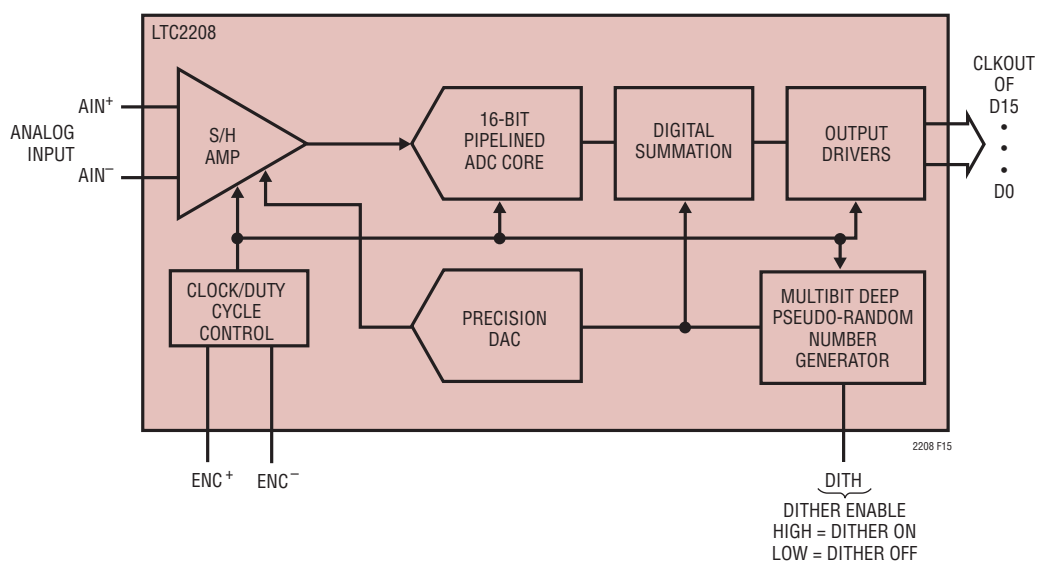 LTC2208
AIN+
ANALOG
INPUT
AIN−
S/H
AMP
16-BIT
PIPELINED
ADC CORE
DIGITAL
SUMMATION
OUTPUT
DRIVERS
CLKOUT
OF
D15
•
•
•
D0
CLOCK/DUTY
CYCLE
CONTROL
PRECISION
DAC
MULTIBIT DEEP
PSEUDO-RANDOM
NUMBER
GENERATOR
2208 F15
ENC+
ENC−
DITH
DITHER ENABLE
HIGH = DITHER ON
LOW = DITHER OFF